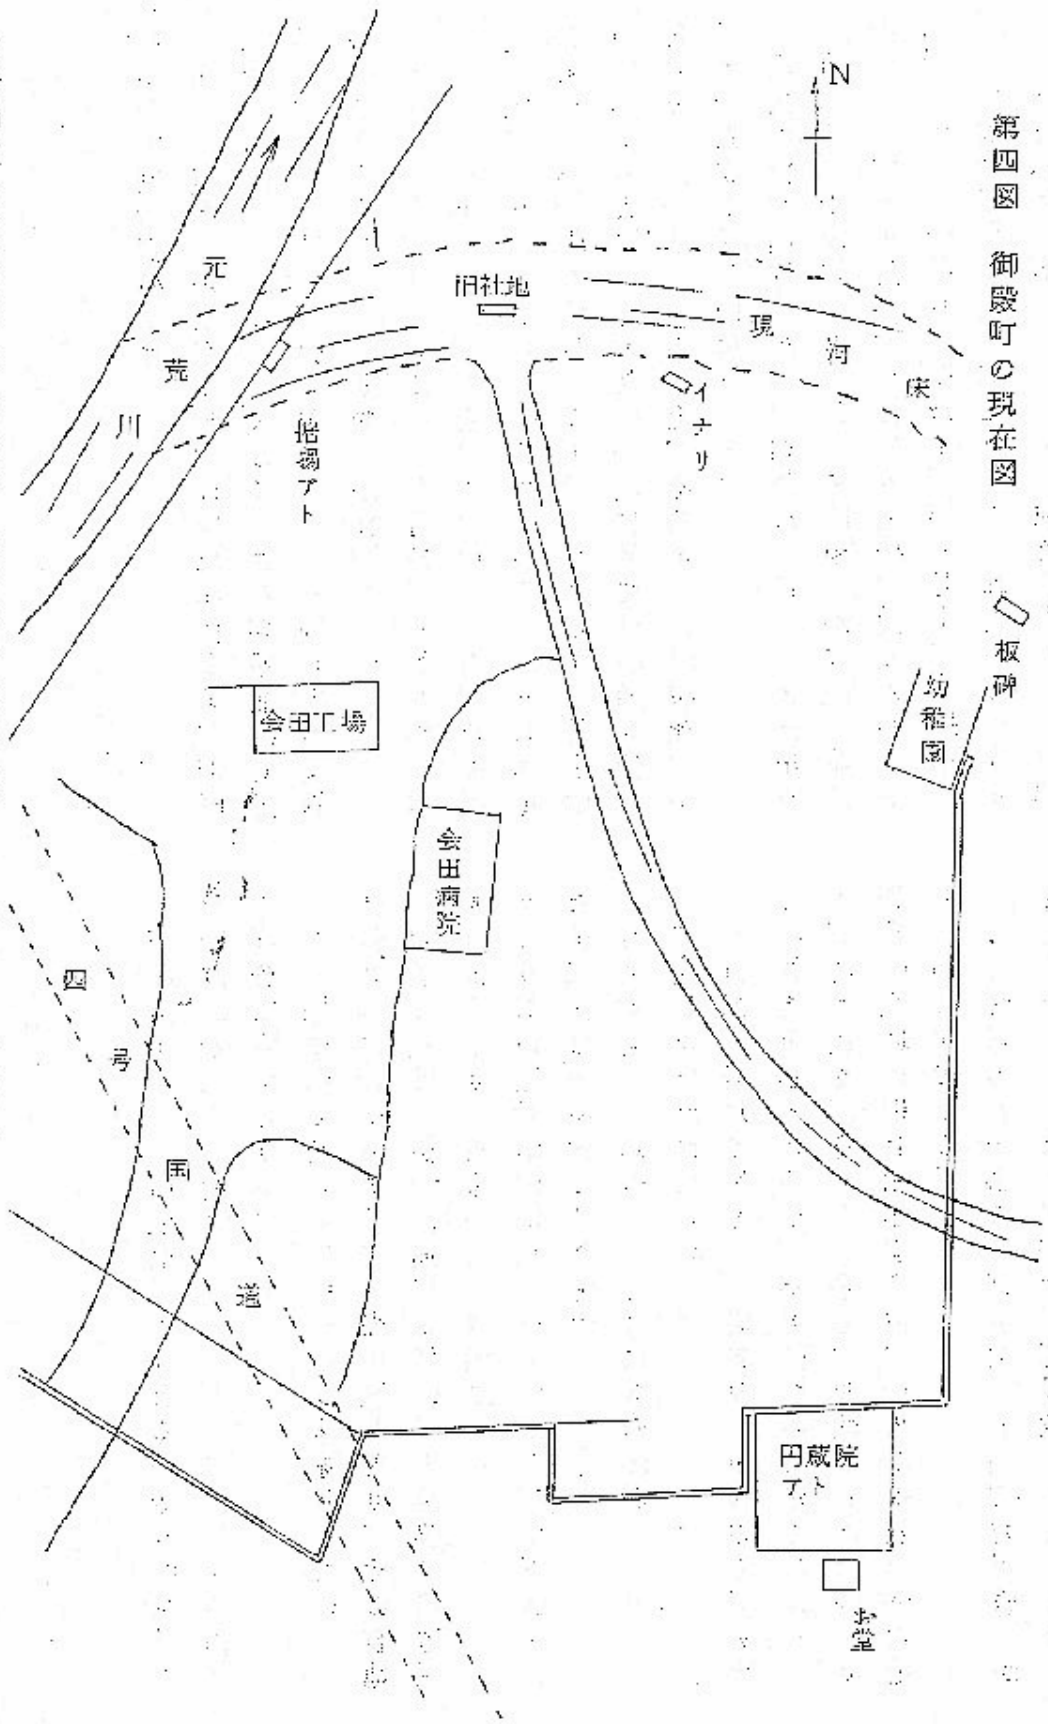 第四図 御殿町の現在図
N
元荒川
旧社地
現河床
イナリ
揚場アト
板碑
幼稚園
会田工場
会田病院
四号国道
円蔵院
アト
お堂